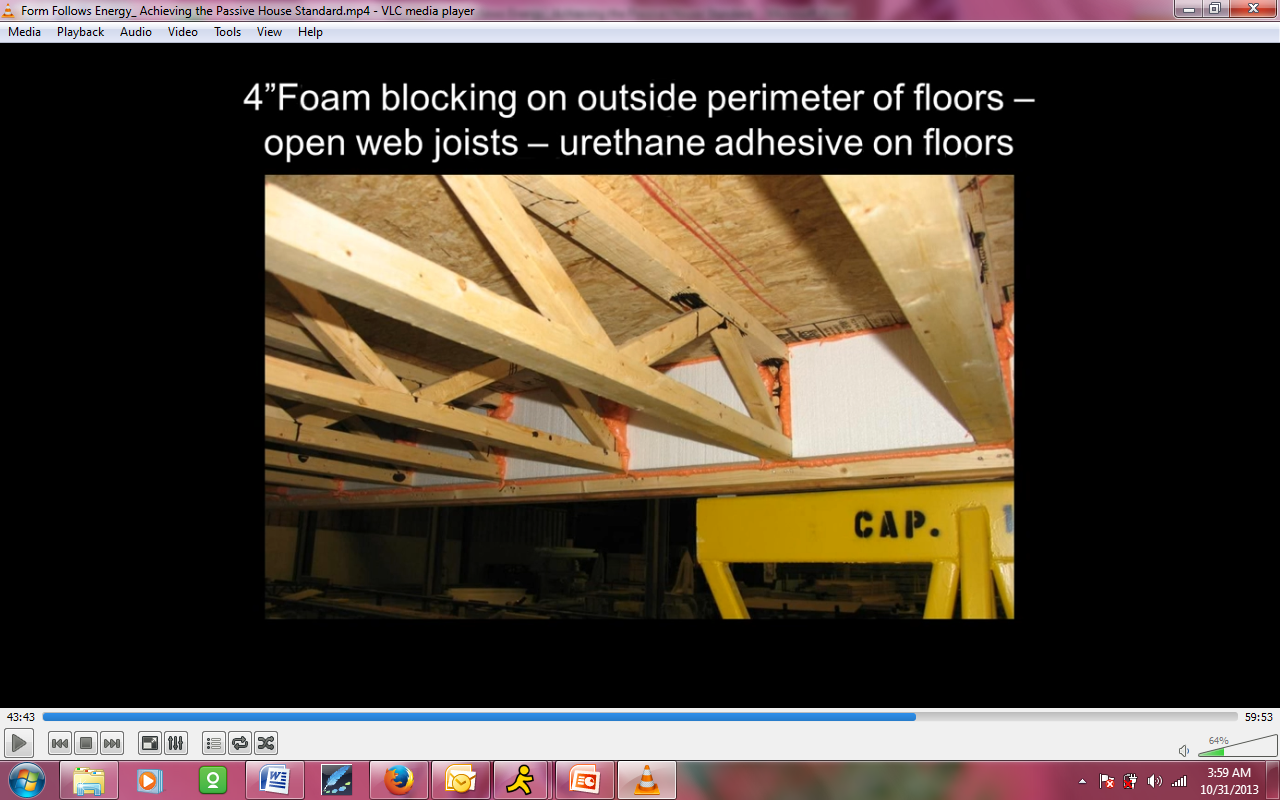 Form Follows Energy_ Achieving the Passive House Standard.mp4 - VLC media player
Media Playback Audio Video Tools View Help
4”Foam blocking on outside perimeter of floors –
open web joists – urethane adhesive on floors
CAP.
43:43
59:53
64%
3:59 AM
10/31/2013